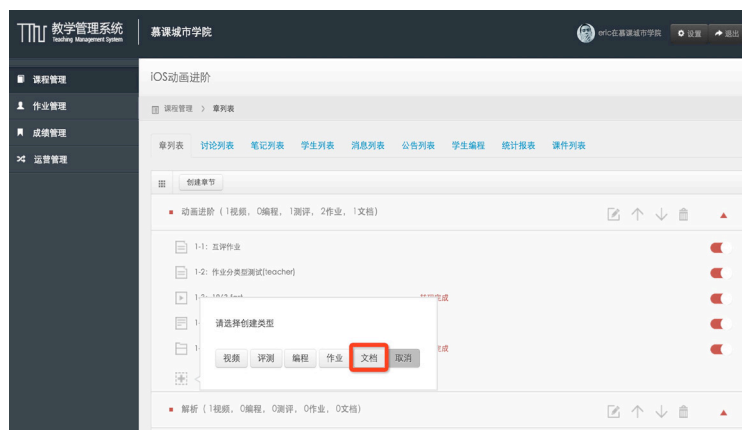 教学管理系统
Teaching Management System
慕课城市学院
eric在慕课城市学院
设置
退出
课程管理
作业管理
成绩管理
运营管理
iOS动画进阶
课程管理 > 章列表
章列表 讨论列表 笔记列表 学生列表 消息列表 公告列表 学生编程 统计报表 课件列表
创建章节
动画进阶（1视频，0编程，1测评，2作业，1文档）
1-1: 互评作业
1-2: 作业分类型测试(teacher)
请选择创建类型
视频 评测 编程 作业 文档 取消
解析（1视频，0编程，0测评，0作业，0文档）